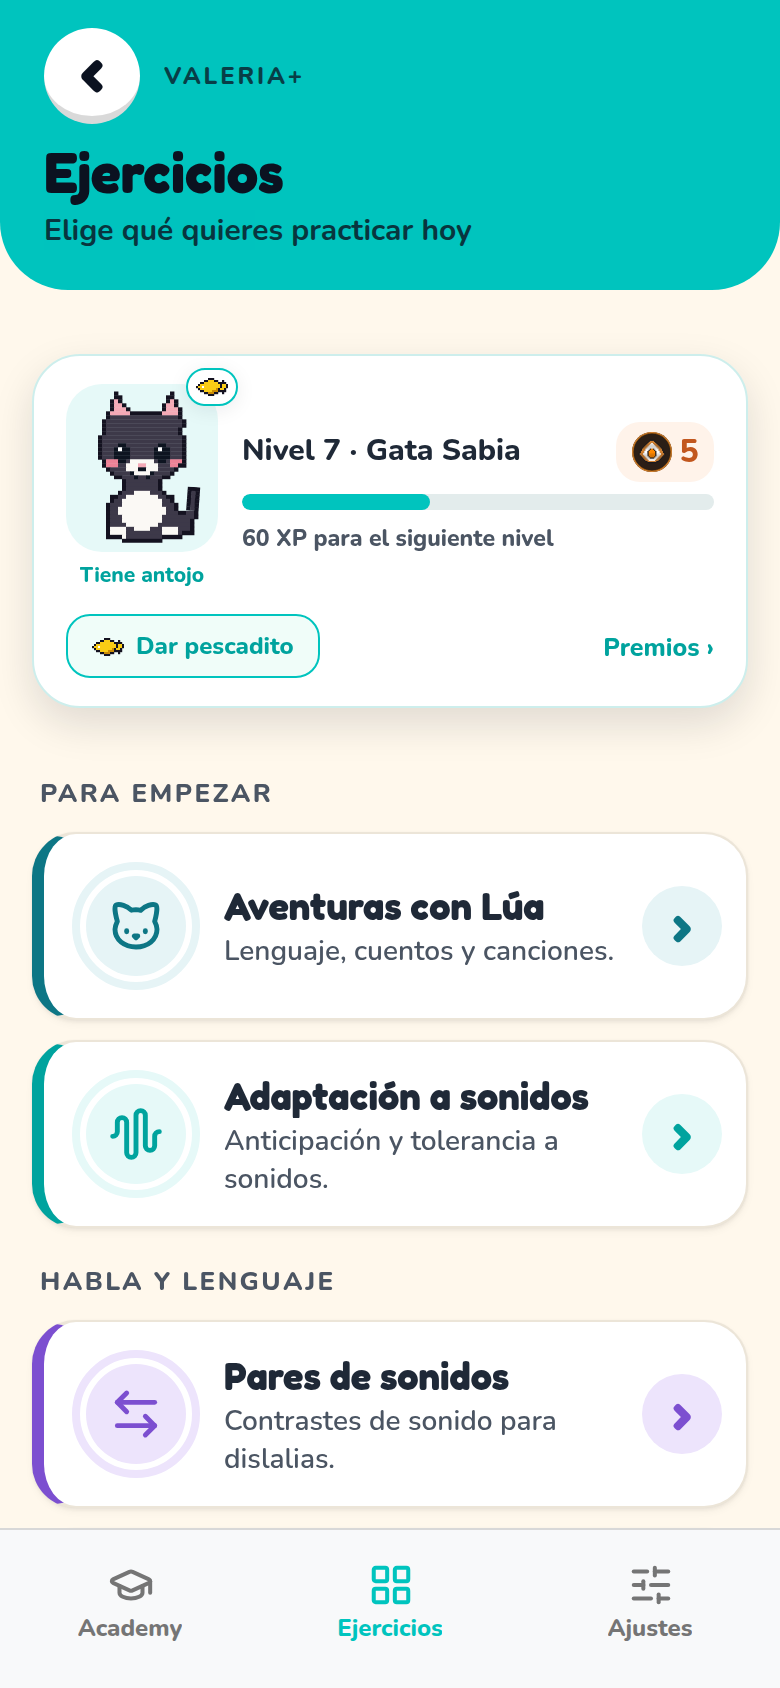 VALERIA+
Ejercicios
Elige qué quieres practicar hoy
Nivel 7 · Gata Sabia
5
60 XP para el siguiente nivel
Tiene antojo
Dar pescadito
Premios ›
PARA EMPEZAR
Aventuras con Lúa
Lenguaje, cuentos y canciones.
Adaptación a sonidos
Anticipación y tolerancia a
sonidos.
HABLA Y LENGUAJE
Pares de sonidos
Contrastes de sonido para
dislalias.
Academy
Ejercicios
Ajustes